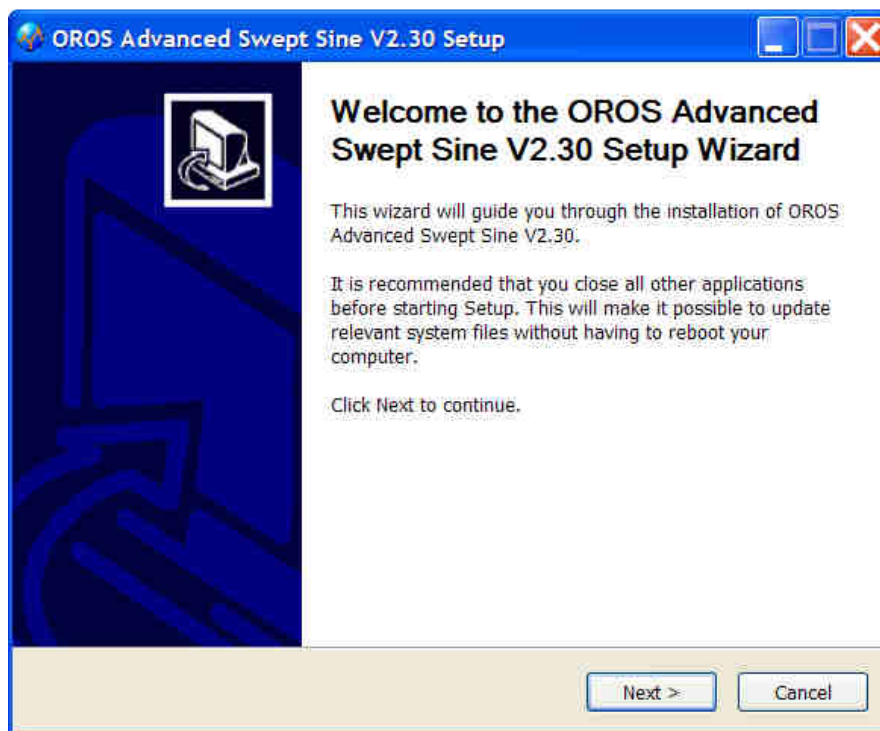 OROS Advanced Swept Sine V2.30 Setup
Welcome to the OROS Advanced
Swept Sine V2.30 Setup Wizard
This wizard will guide you through the installation of OROS
Advanced Swept Sine V2.30.
It is recommended that you close all other applications
before starting Setup. This will make it possible to update
relevant system files without having to reboot your
computer.
Click Next to continue.
Next >
Cancel